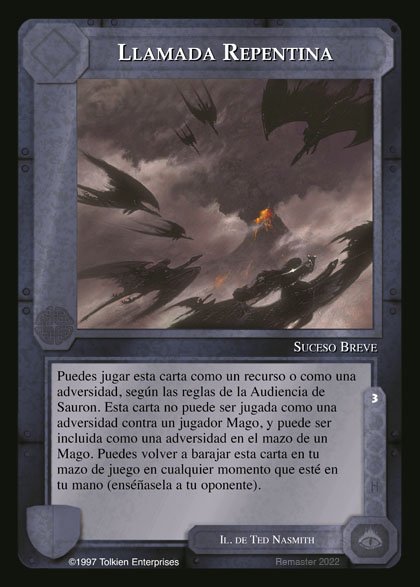 Llamada Repentina
Suceso Breve
Puedes jugar esta carta como un recurso o como una
adversidad, según las reglas de la Audiencia de
Sauron. Esta carta no puede ser jugada como una
adversidad contra un jugador Mago, y puede ser
incluida como una adversidad en el mazo de un
Mago. Puedes volver a barajar esta carta en tu
mazo de juego en cualquier momento que esté en
tu mano (enséñasela a tu oponente).
3
H
Il. de Ted Nasmith
©1997 Tolkien Enterprises
Remaster 2022